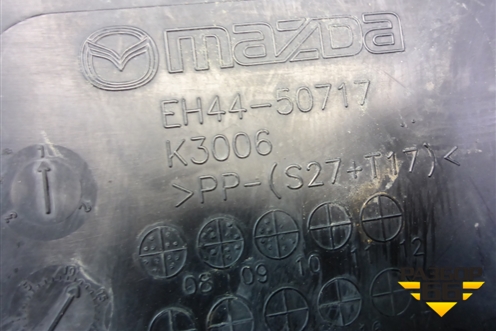 mazda
EH44-50717
K3006
>PP-(S27+T17)<
08 09 10 11 12